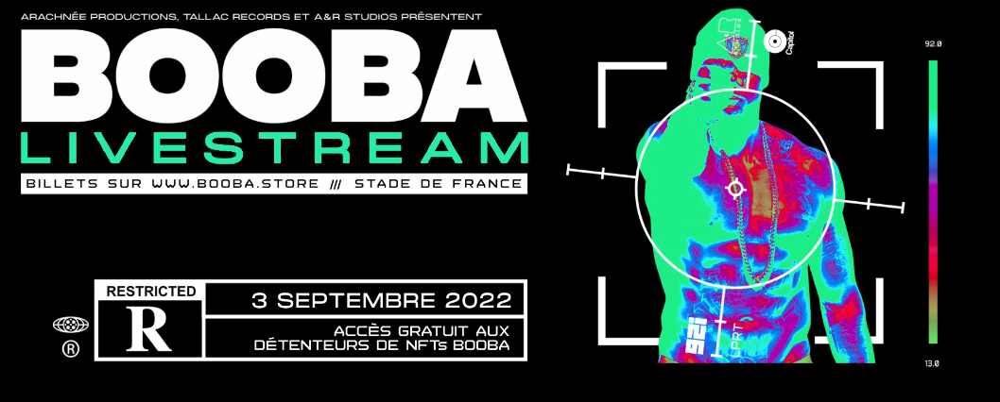 ARACHNÉE PRODUCTIONS, TALLAC RECORDS ET A&R STUDIOS PRÉSENTENT
BOOBA
LIVESTREAM
BILLETS SUR WWW.BOOBA.STORE /// STADE DE FRANCE
RESTRICTED
R
3 SEPTEMBRE 2022
ACCÈS GRATUIT AUX
DÉTENTEURS DE NFTs BOOBA
®
Capitol
92i
LPRT
92.0
13.0